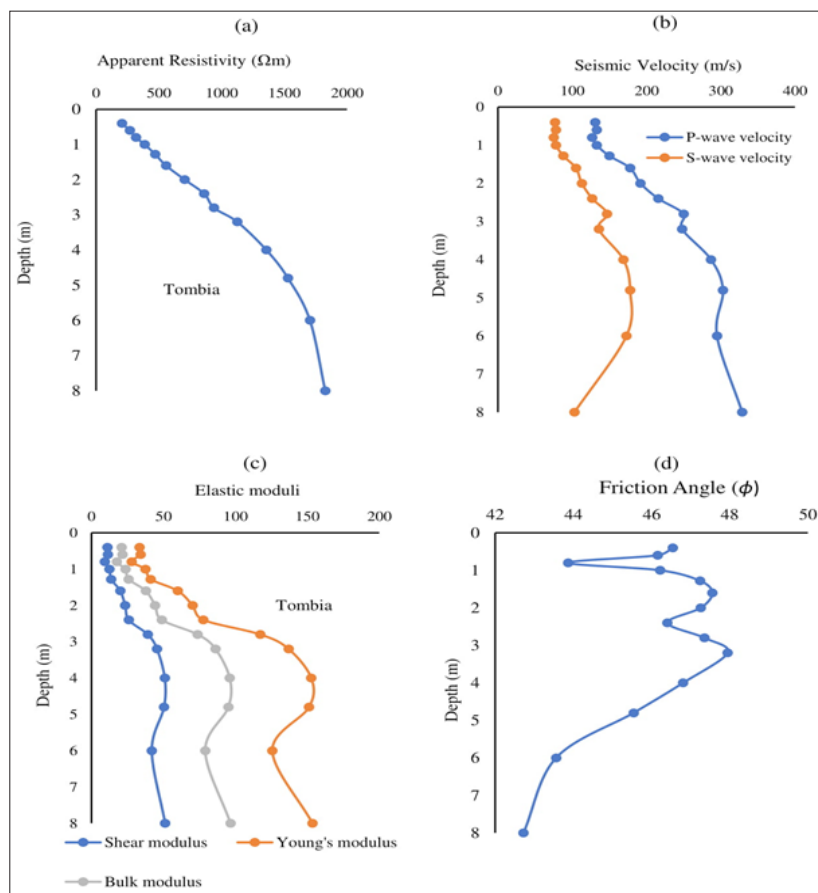 (a)
Apparent Resistivity (Ωm)
0 500 1000 1500 2000
0
1
2
3
4
5
6
7
8
Depth (m)
Tombia
(b)
Seismic Velocity (m/s)
0 100 200 300 400
0
1
2
3
4
5
6
7
8
Depth (m)
P-wave velocity
S-wave velocity
(c)
Elastic moduli
0 50 100 150 200
0
1
2
3
4
5
6
7
8
Depth (m)
Tombia
Shear modulus
Young's modulus
Bulk modulus
(d)
Friction Angle (ϕ)
42 44 46 48 50
0
1
2
3
4
5
6
7
8
Depth (m)